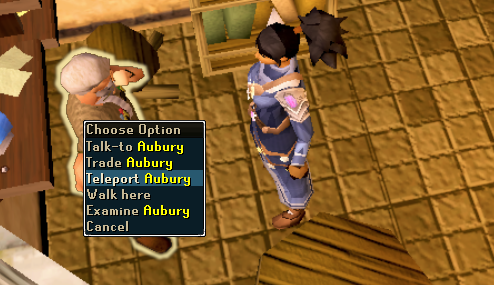 Choose Option
Talk-to Aubury
Trade Aubury
Teleport Aubury
Walk here
Examine Aubury
Cancel